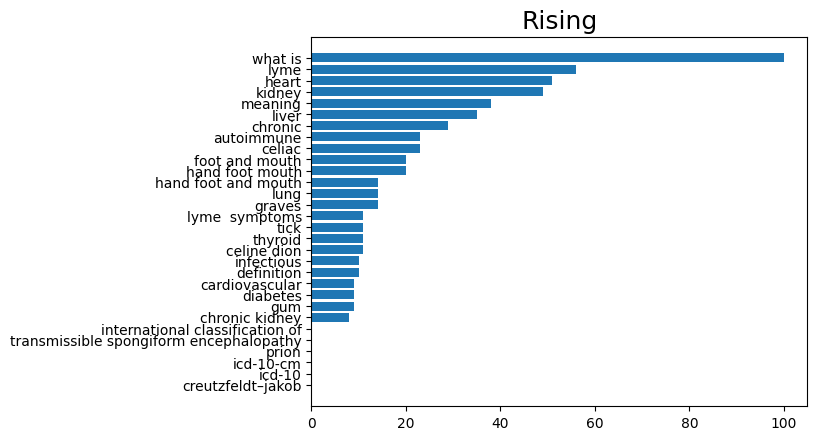 Rising
what is
lyme
heart
kidney
meaning
liver
chronic
autoimmune
celiac
foot and mouth
hand foot mouth
hand foot and mouth
lung
graves
lyme  symptoms
tick
thyroid
celine dion
infectious
definition
cardiovascular
diabetes
gum
chronic kidney
international classification of
transmissible spongiform encephalopathy
prion
icd-10-cm
icd-10
creutzfeldt–jakob
0 20 40 60 80 100